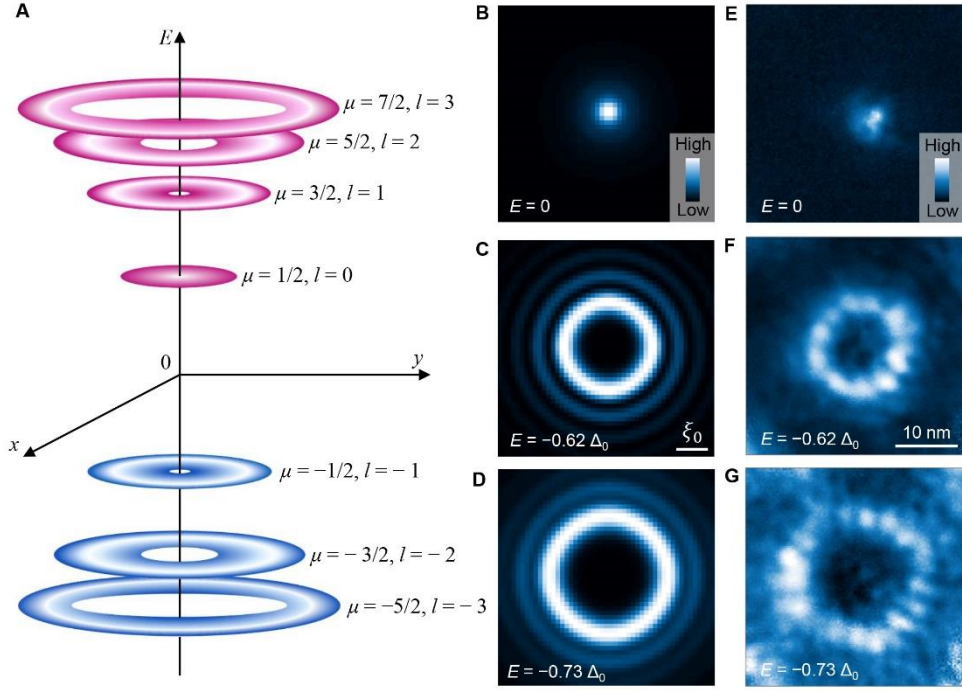 A
E
μ = 7/2, l = 3
μ = 5/2, l = 2
μ = 3/2, l = 1
μ = 1/2, l = 0
0
y
x
μ = −1/2, l = − 1
μ = − 3/2, l = − 2
μ = −5/2, l = − 3
B
High
Low
E = 0
C
ξ₀
E = −0.62 Δ₀
D
E = −0.73 Δ₀
E
High
Low
E = 0
F
10 nm
E = −0.62 Δ₀
G
E = −0.73 Δ₀